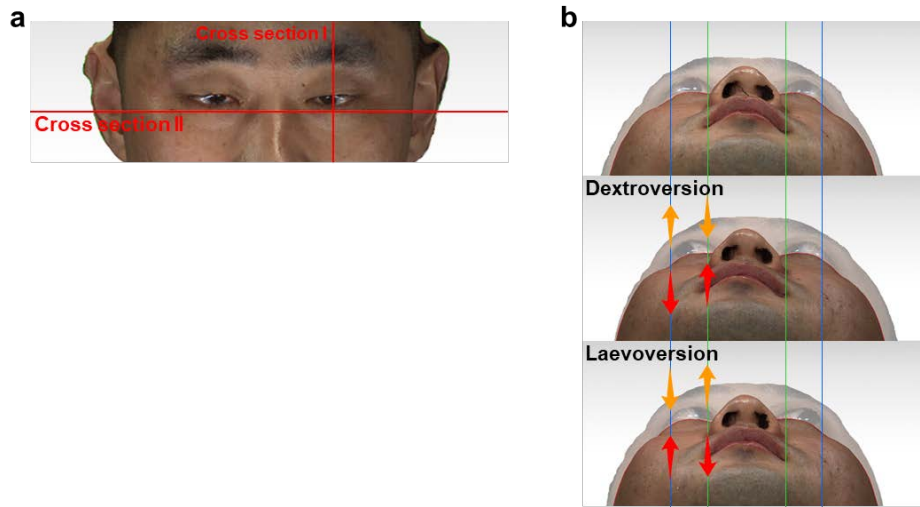 a
Cross section I
Cross section II
b
Dextroversion
Laevoversion